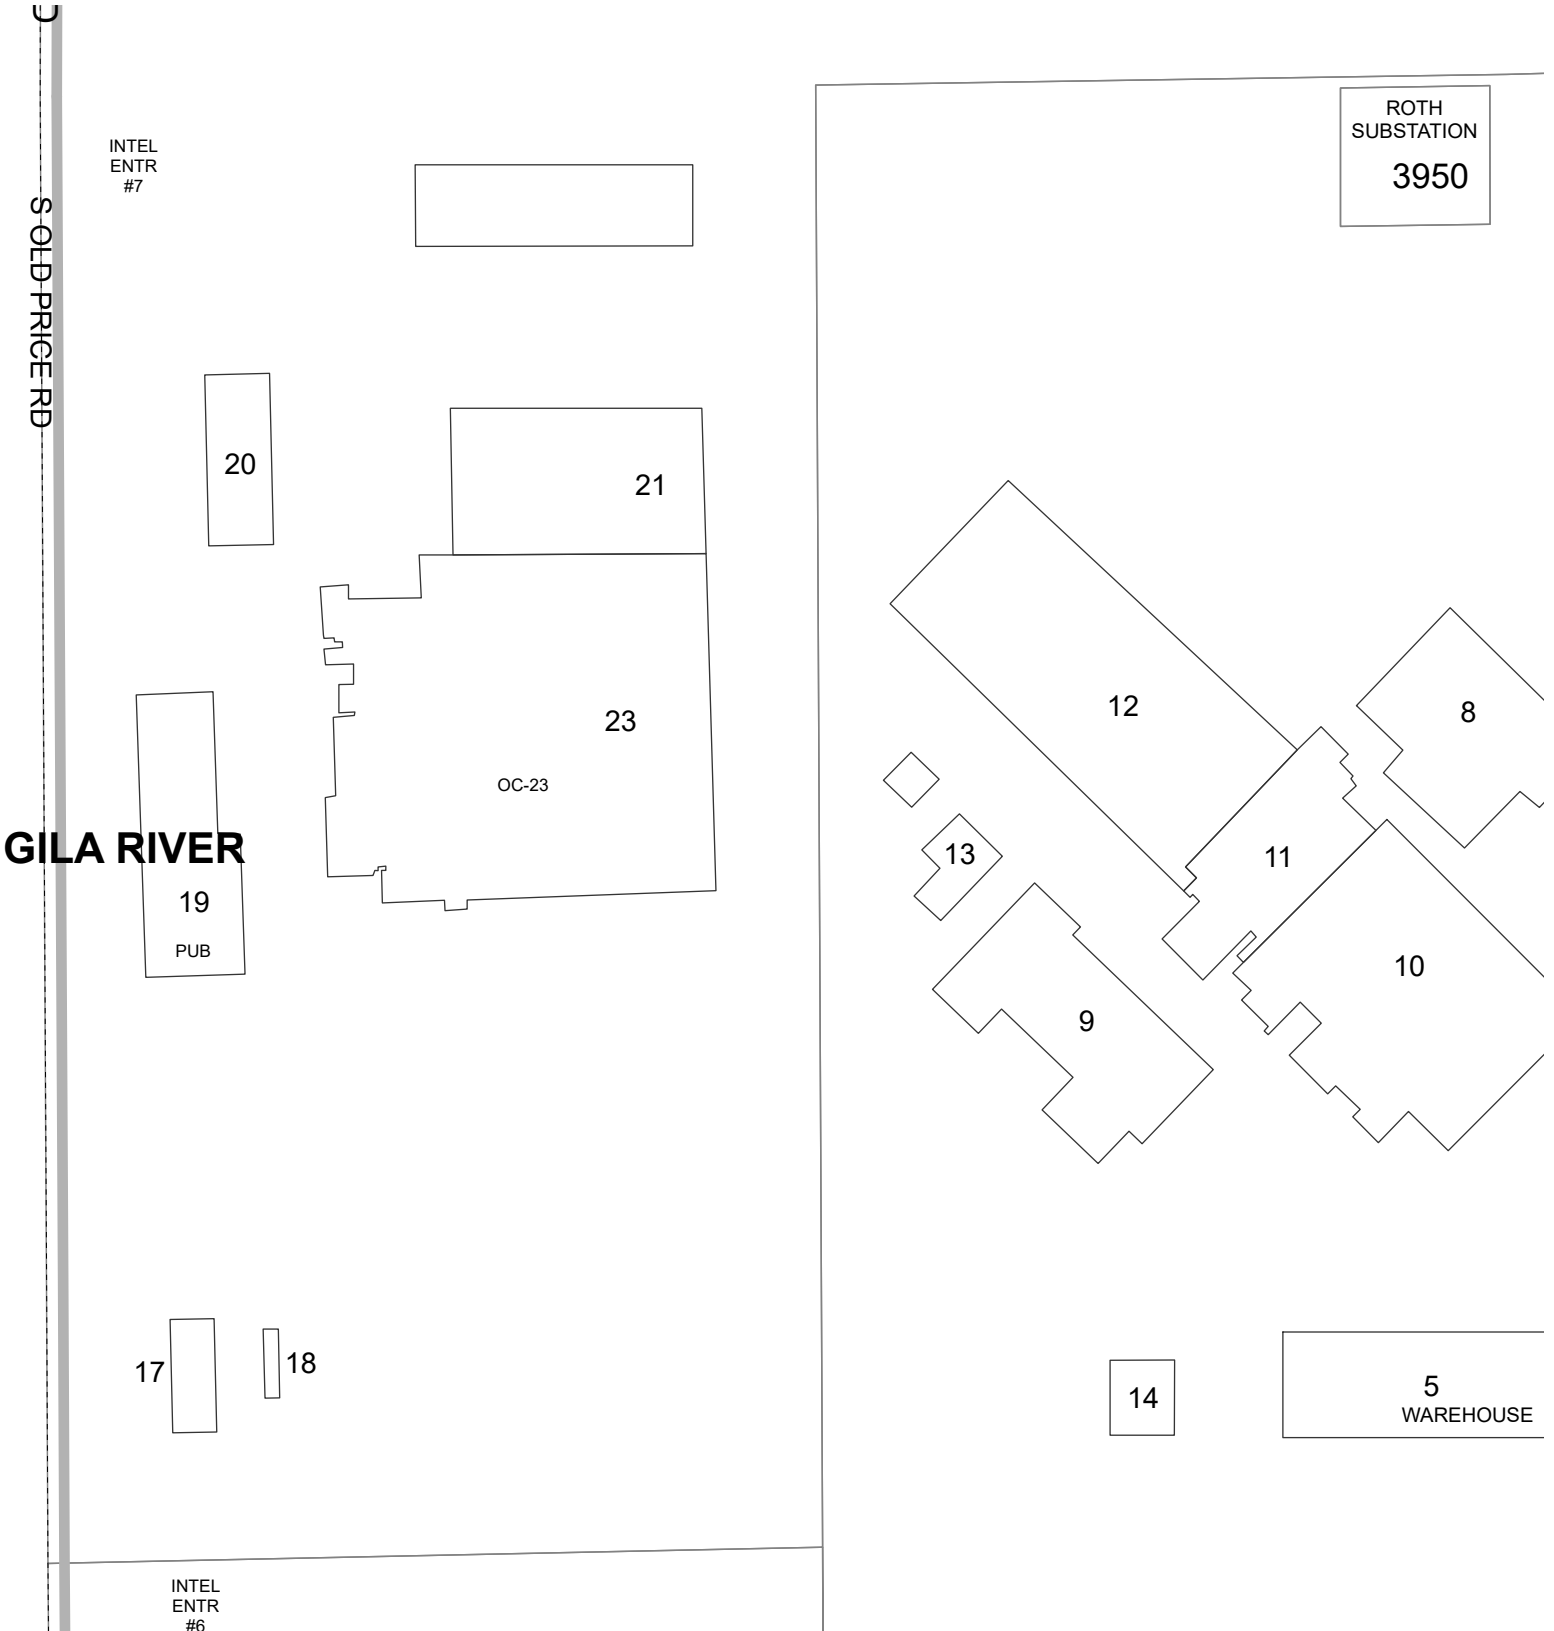 INTEL
ENTR
#7
ROTH
SUBSTATION
3950
S OLD PRICE RD
20
21
12
8
23
OC-23
13
11
GILA RIVER
19
PUB
10
9
17
18
14
5
WAREHOUSE
INTEL
ENTR
#6